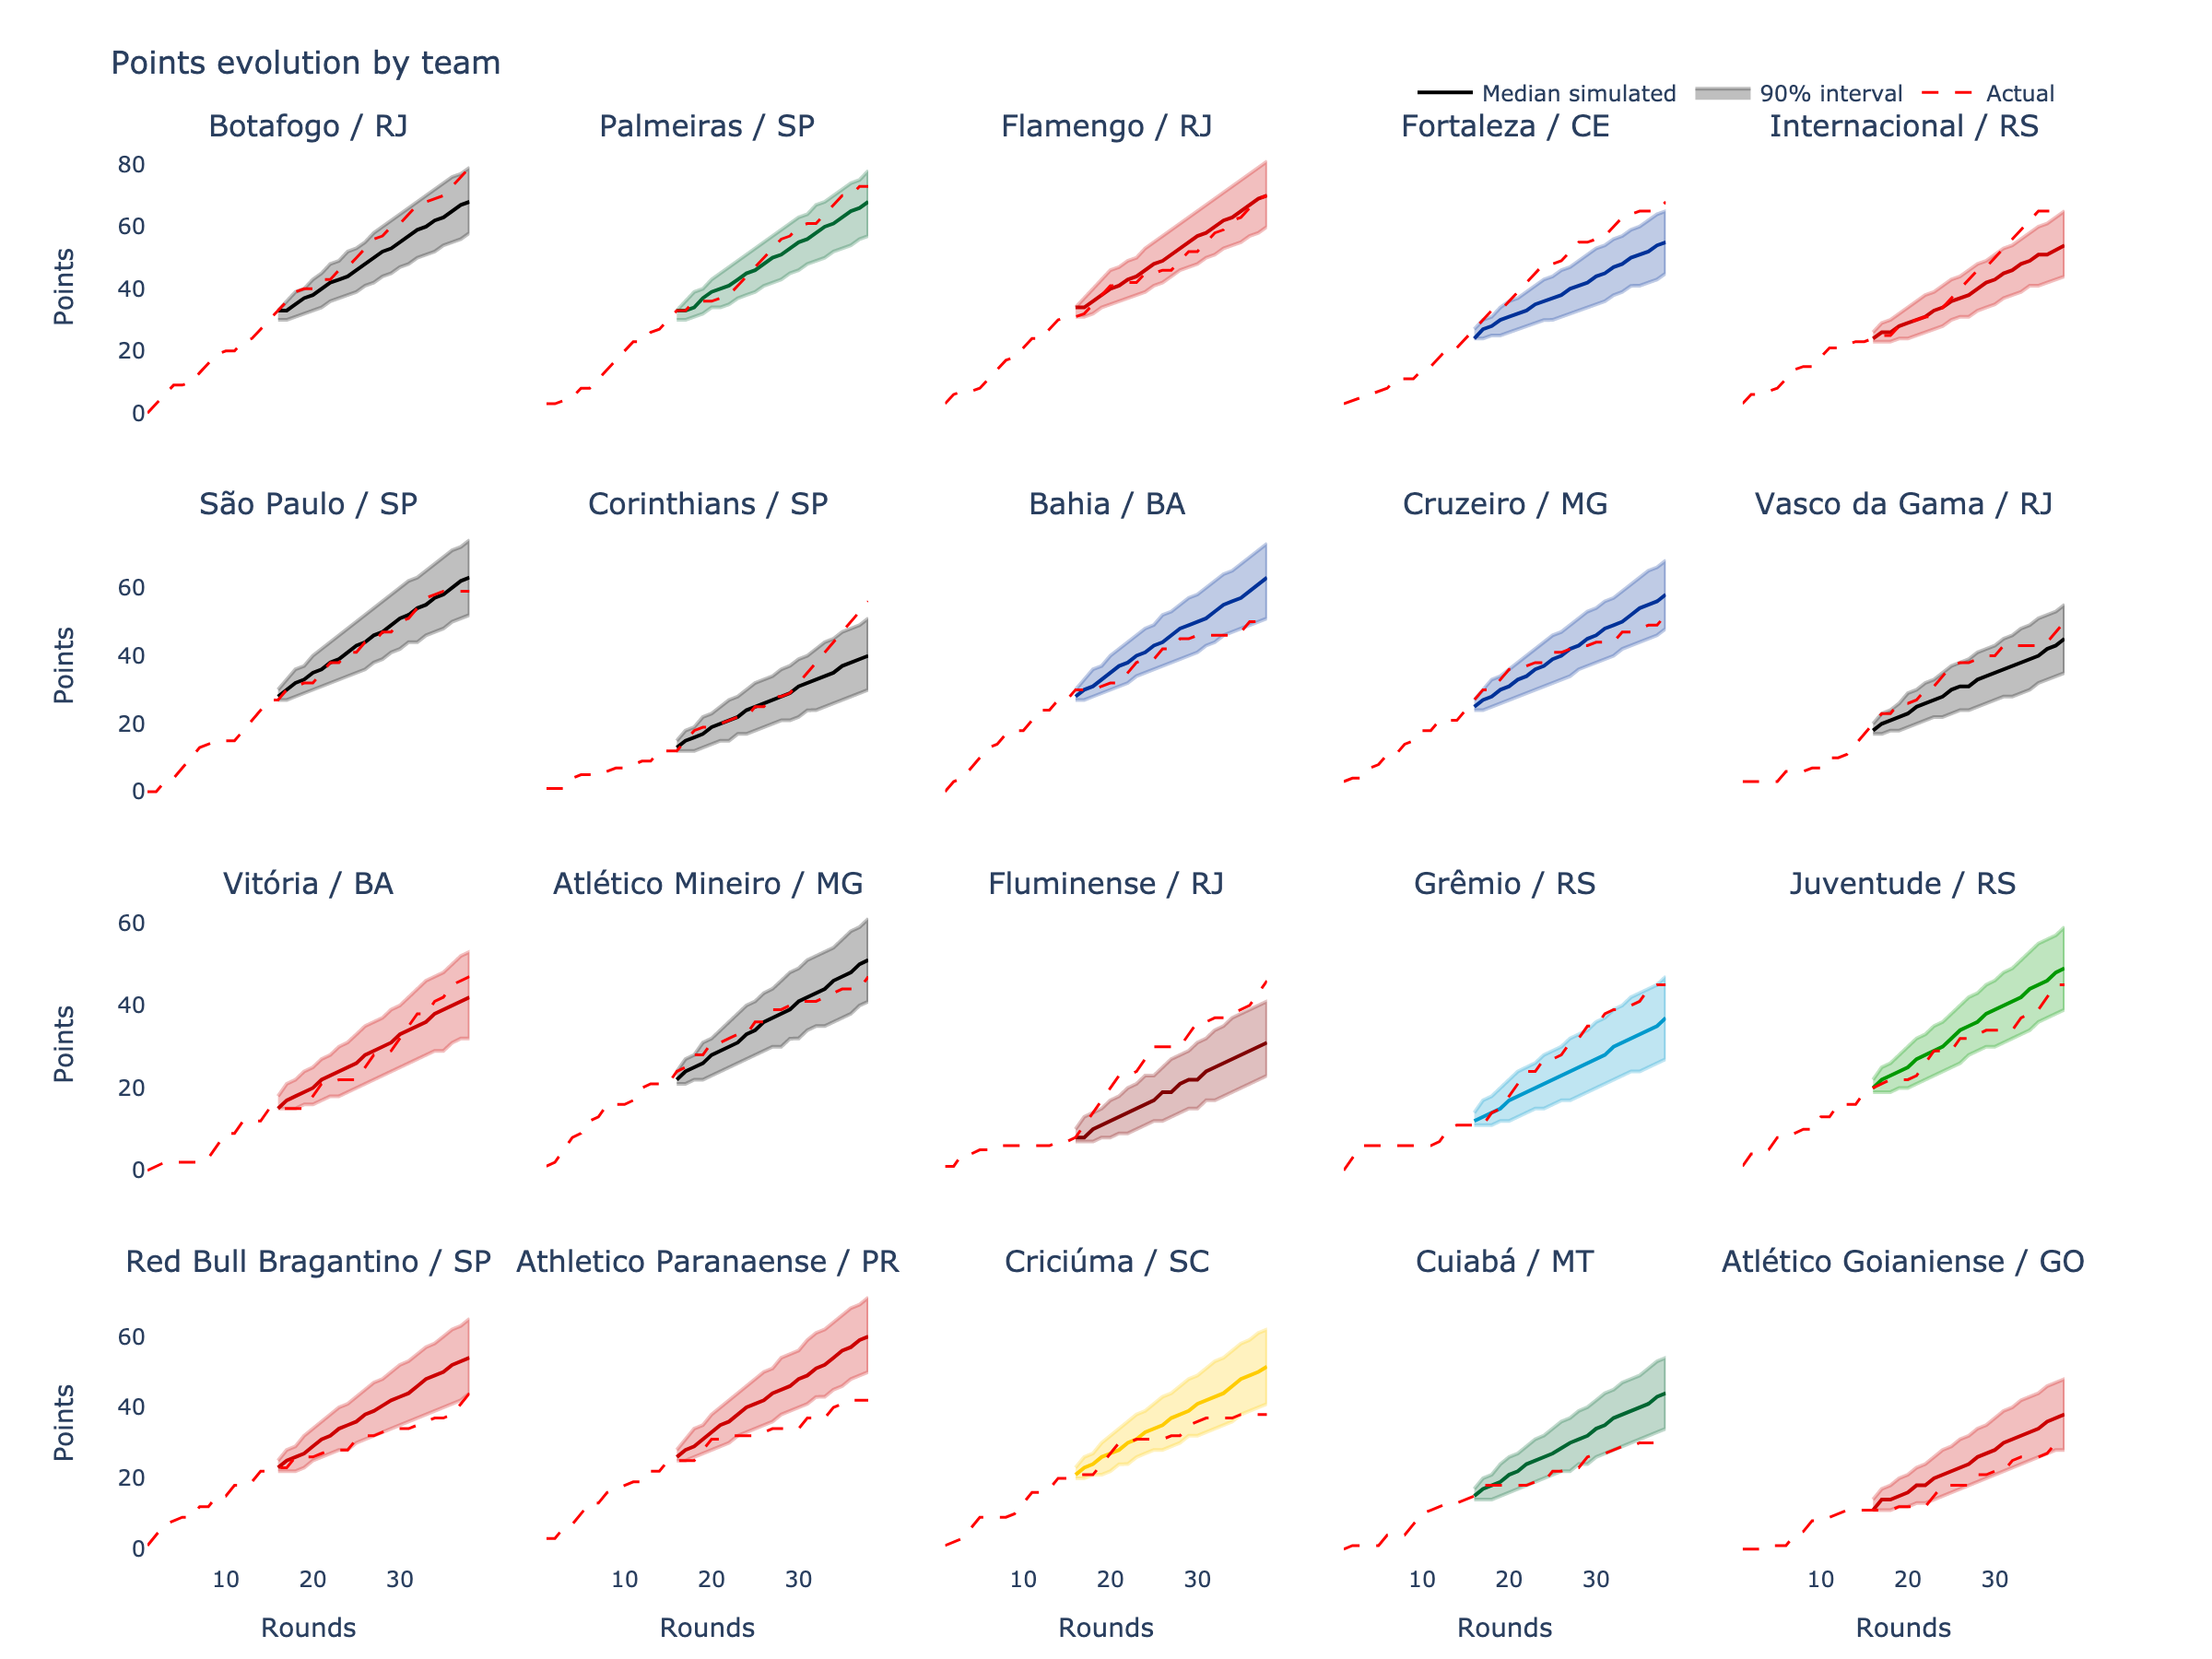 Points evolution by team
Median simulated 90% interval Actual
Botafogo / RJ Palmeiras / SP Flamengo / RJ Fortaleza / CE Internacional / RS
80
60
40
20
0
Points
São Paulo / SP Corinthians / SP Bahia / BA Cruzeiro / MG Vasco da Gama / RJ
60
40
20
0
Points
Vitória / BA Atlético Mineiro / MG Fluminense / RJ Grêmio / RS Juventude / RS
60
40
20
0
Points
Red Bull Bragantino / SP Athletico Paranaense / PR Criciúma / SC Cuiabá / MT Atlético Goianiense / GO
60
40
20
0
Points
10 20 30 10 20 30 10 20 30 10 20 30 10 20 30
Rounds Rounds Rounds Rounds Rounds